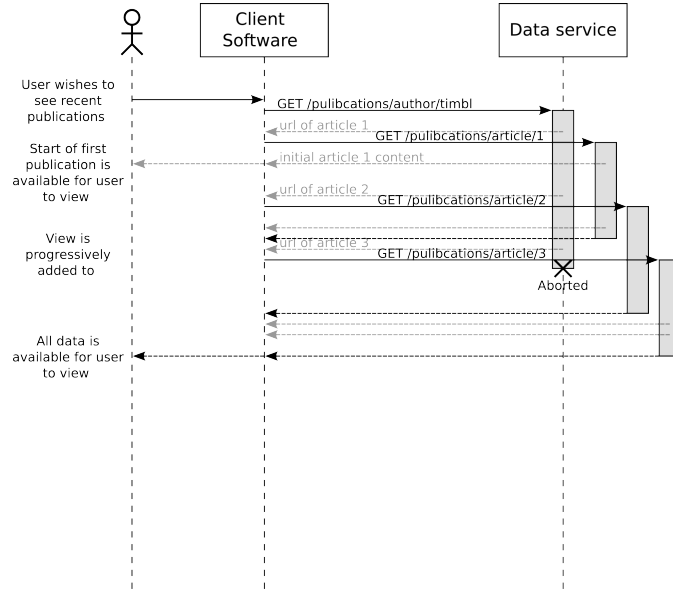 Client
Software
Data service
User wishes to
see recent
publications
GET /pulibcations/author/timbl
url of article 1
GET /pulibcations/article/1
Start of first
publication is
available for user
to view
initial article 1 content
url of article 2
GET /pulibcations/article/2
View is
progressively
added to
url of article 3
GET /pulibcations/article/3
Aborted
All data is
available for user
to view